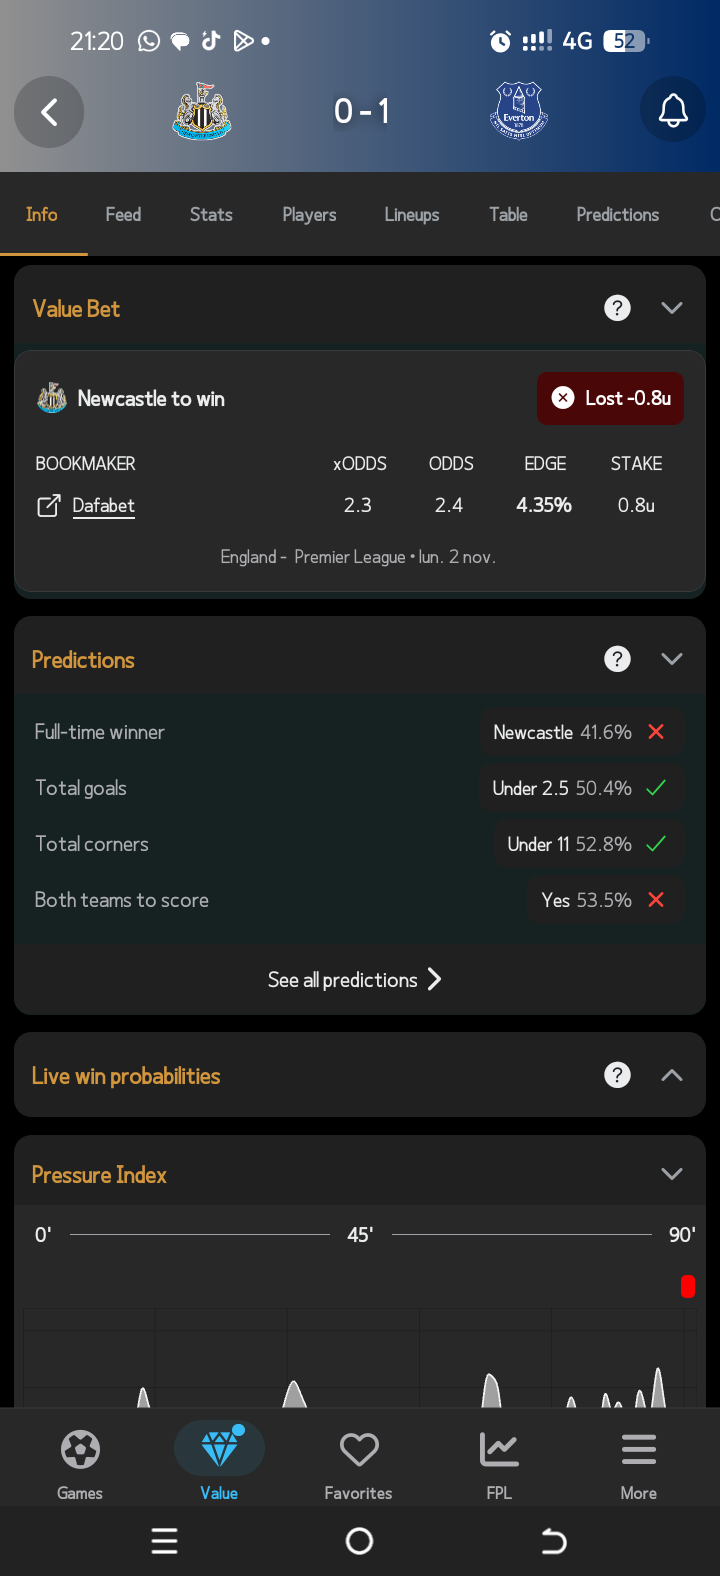 21:20 4G 52
0 - 1
Everton
Info Feed Stats Players Lineups Table Predictions
Value Bet ?
Newcastle to win Lost -0.8u
BOOKMAKER xODDS ODDS EDGE STAKE
Dafabet 2.3 2.4 4.35% 0.8u
England - Premier League • lun. 2 nov.
Predictions ?
Full-time winner Newcastle 41.6%
Total goals Under 2.5 50.4%
Total corners Under 11 52.8%
Both teams to score Yes 53.5%
See all predictions
Live win probabilities ?
Pressure Index
0' 45' 90'
Games Value Favorites FPL More